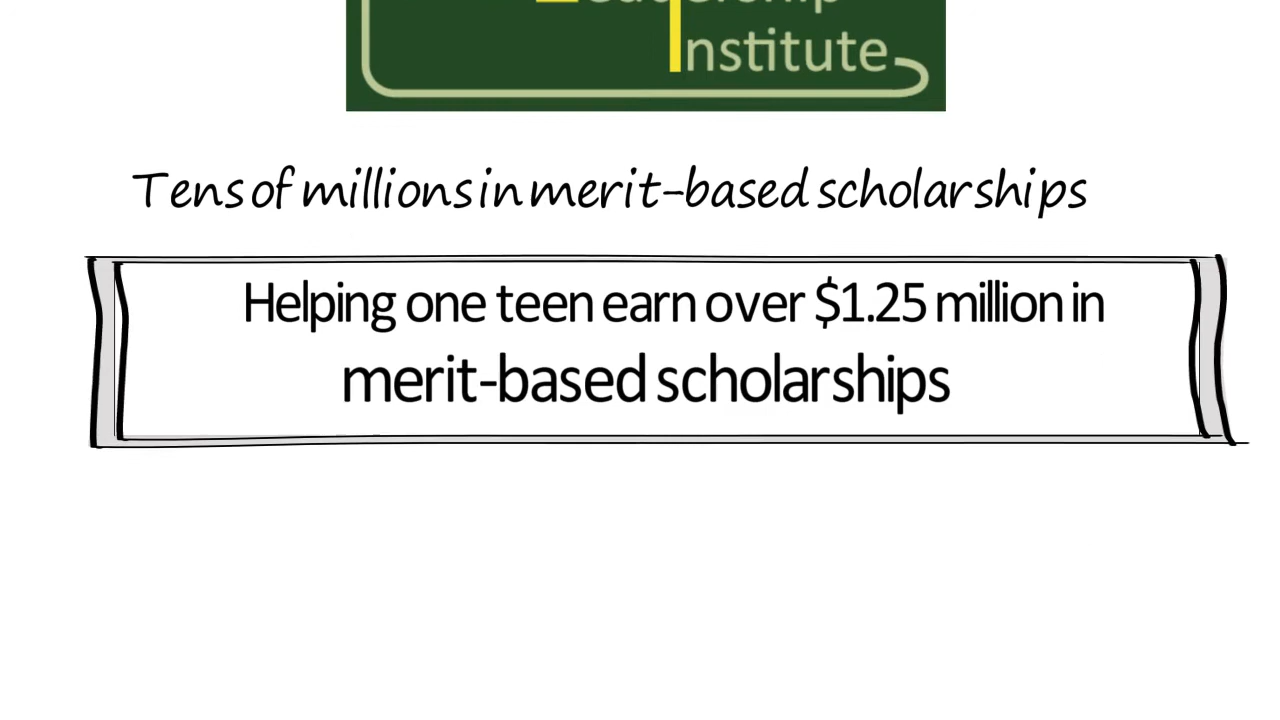 Leadership
Institute
Tens of millions in merit-based scholarships
Helping one teen earn over $1.25 million in
merit-based scholarships